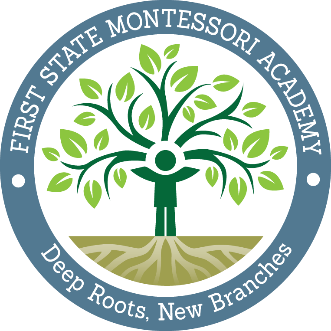 FIRST STATE MONTESSORI ACADEMY
Deep Roots, New Branches